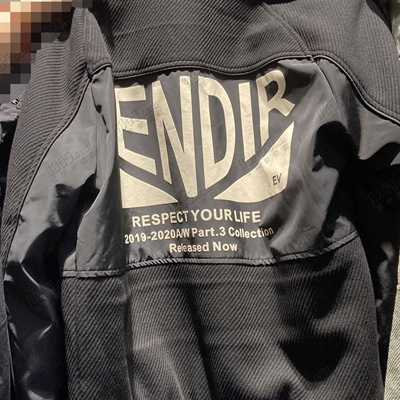 ENDIR
EV
RESPECT YOUR LIFE
2019-2020A/W Part.3 Collection
Released Now